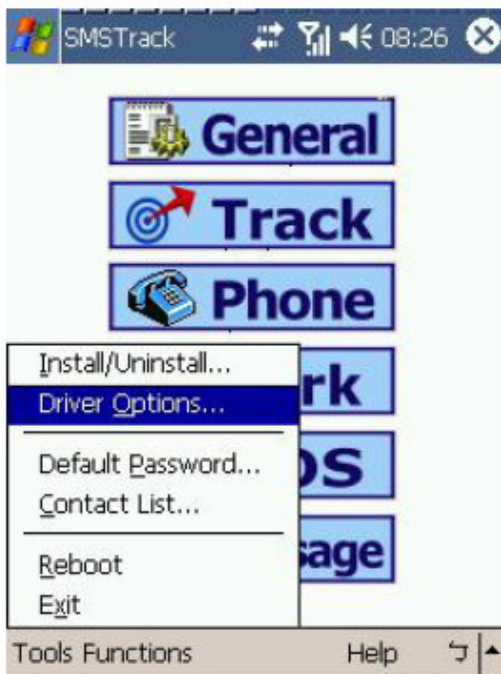 SMSTrack 08:26
General
Track
Phone
Install/Uninstall...
rk
Driver Options...
Default Password...
os
Contact List...
sage
Reboot
Exit
Tools Functions Help